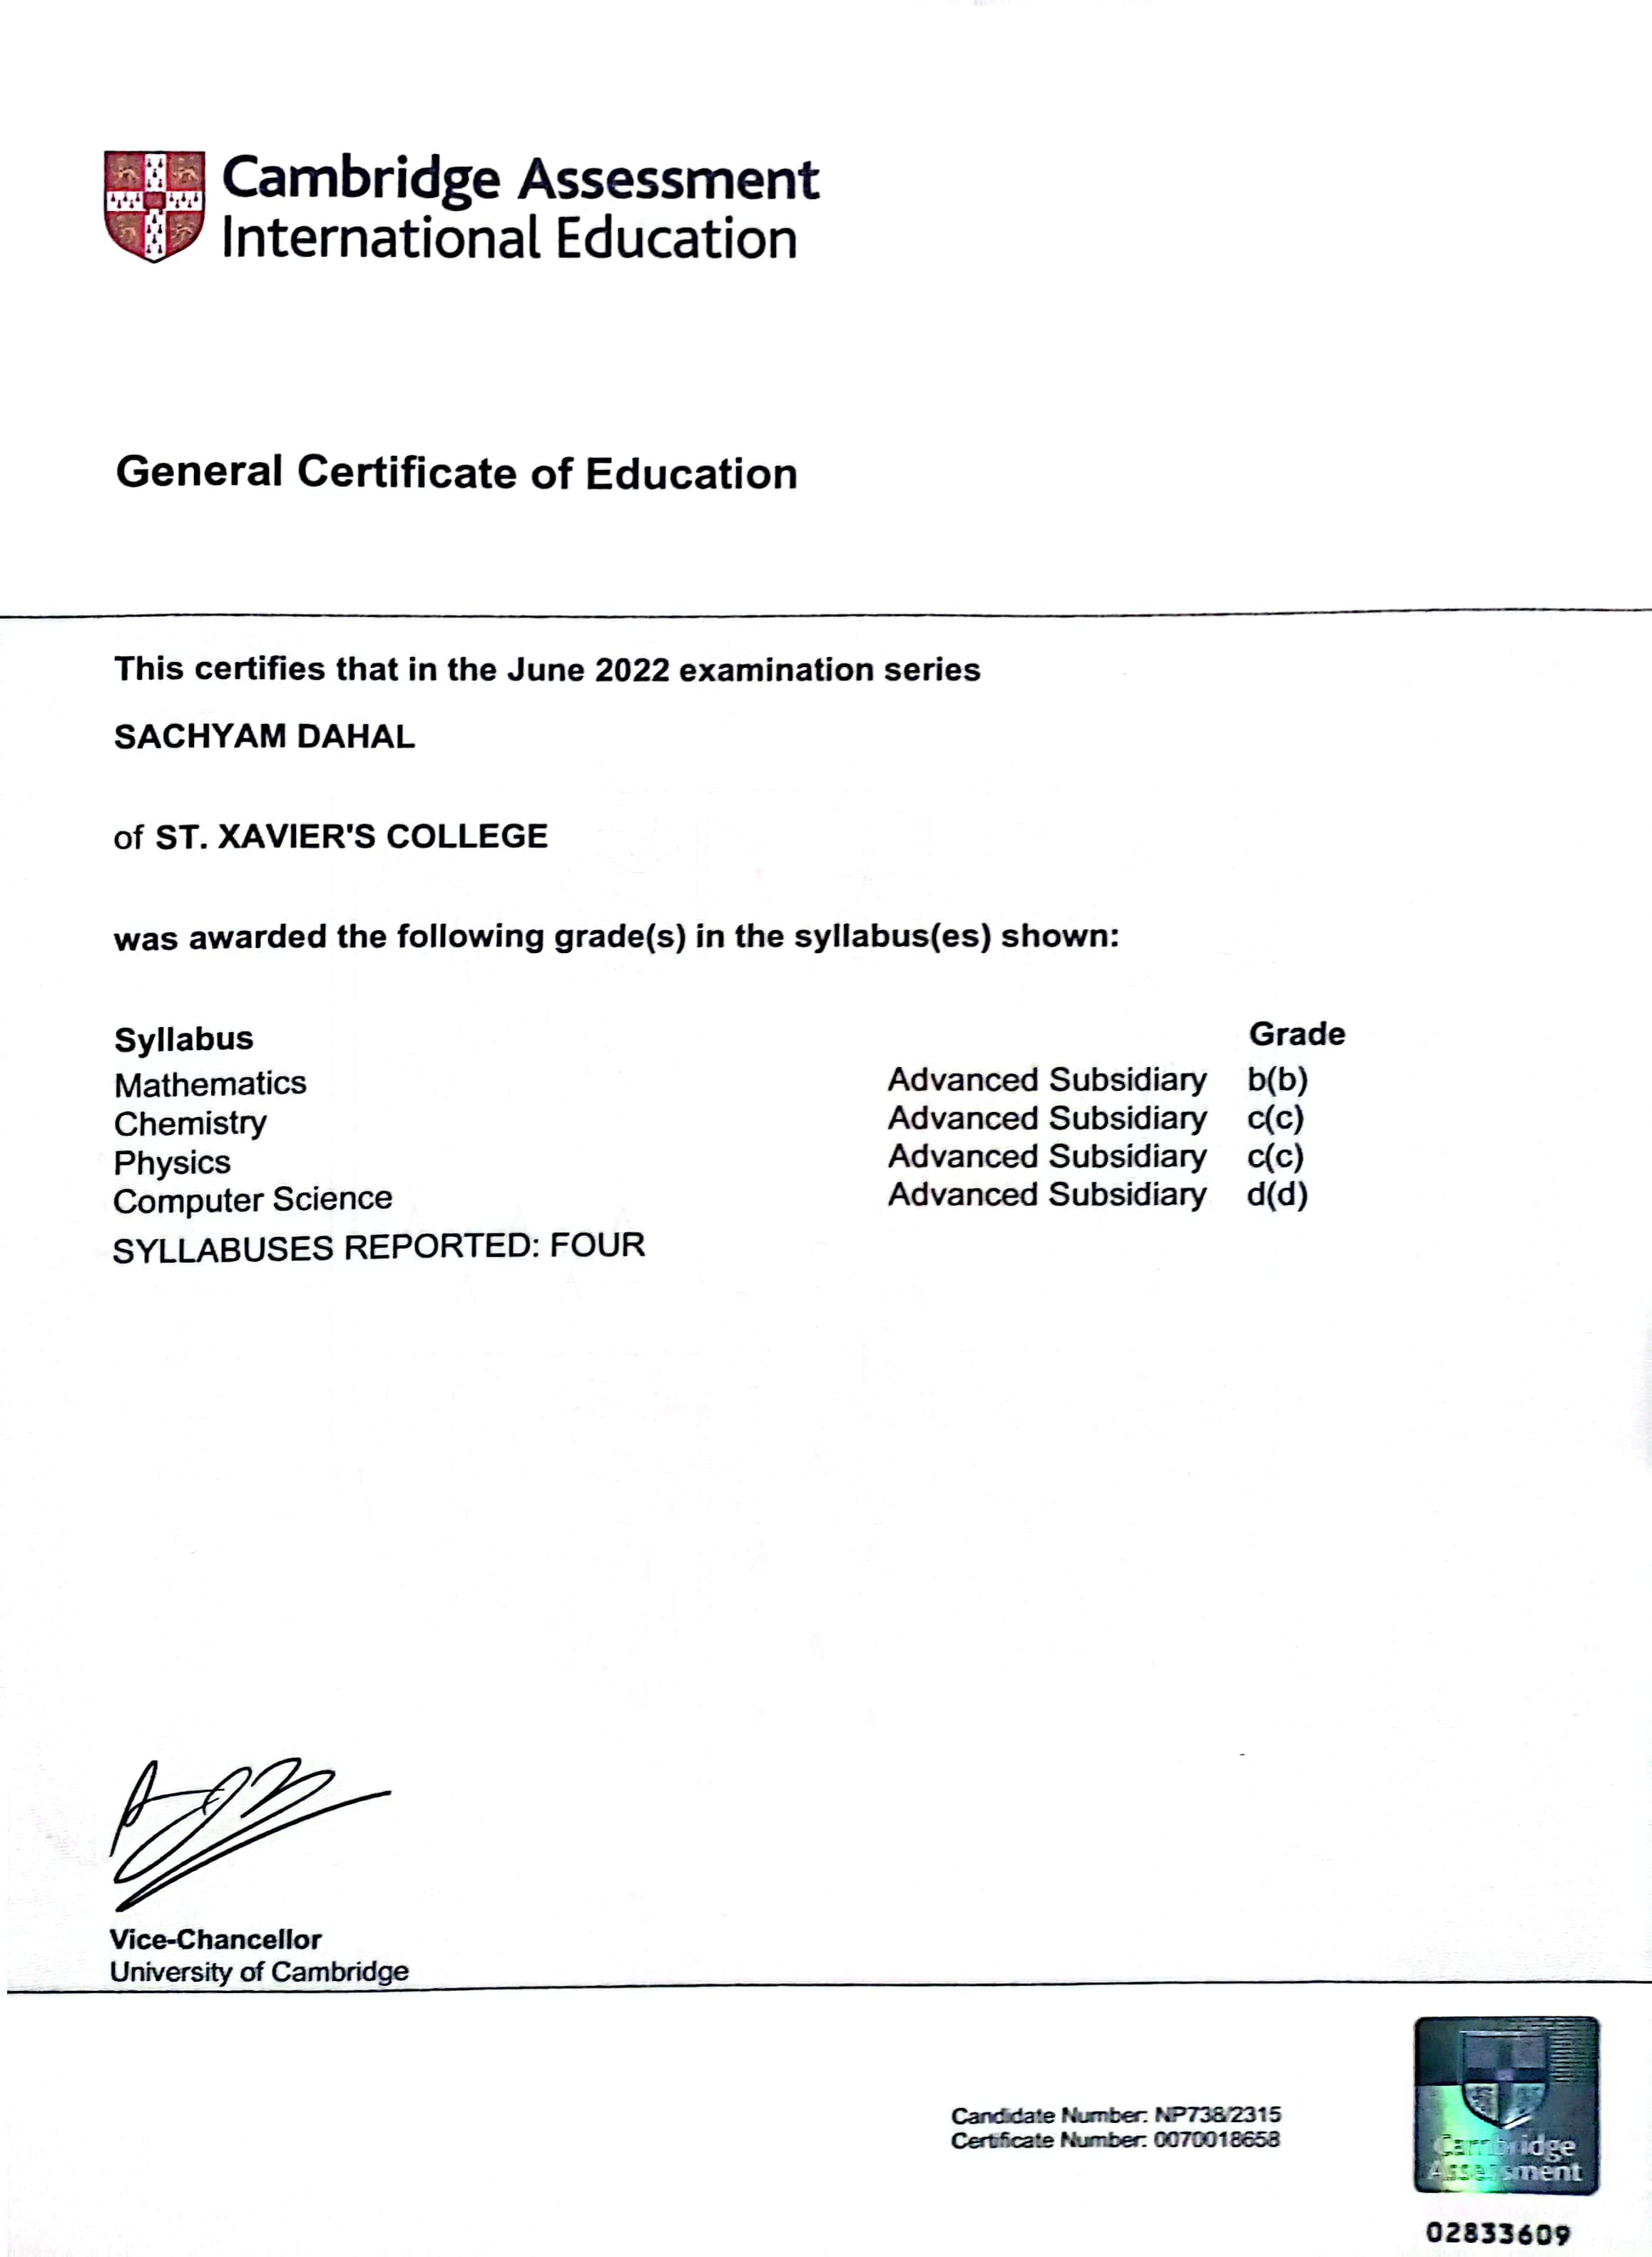 Cambridge Assessment
International Education
General Certificate of Education
This certifies that in the June 2022 examination series
SACHYAM DAHAL
of ST. XAVIER'S COLLEGE
was awarded the following grade(s) in the syllabus(es) shown:
Syllabus Grade
Mathematics Advanced Subsidiary b(b)
Chemistry Advanced Subsidiary c(c)
Physics Advanced Subsidiary c(c)
Computer Science Advanced Subsidiary d(d)
SYLLABUSES REPORTED: FOUR
Vice-Chancellor
University of Cambridge
Candidate Number: NP738/2315
Certificate Number: 0070018658
Cambridge
Assessment
02833609